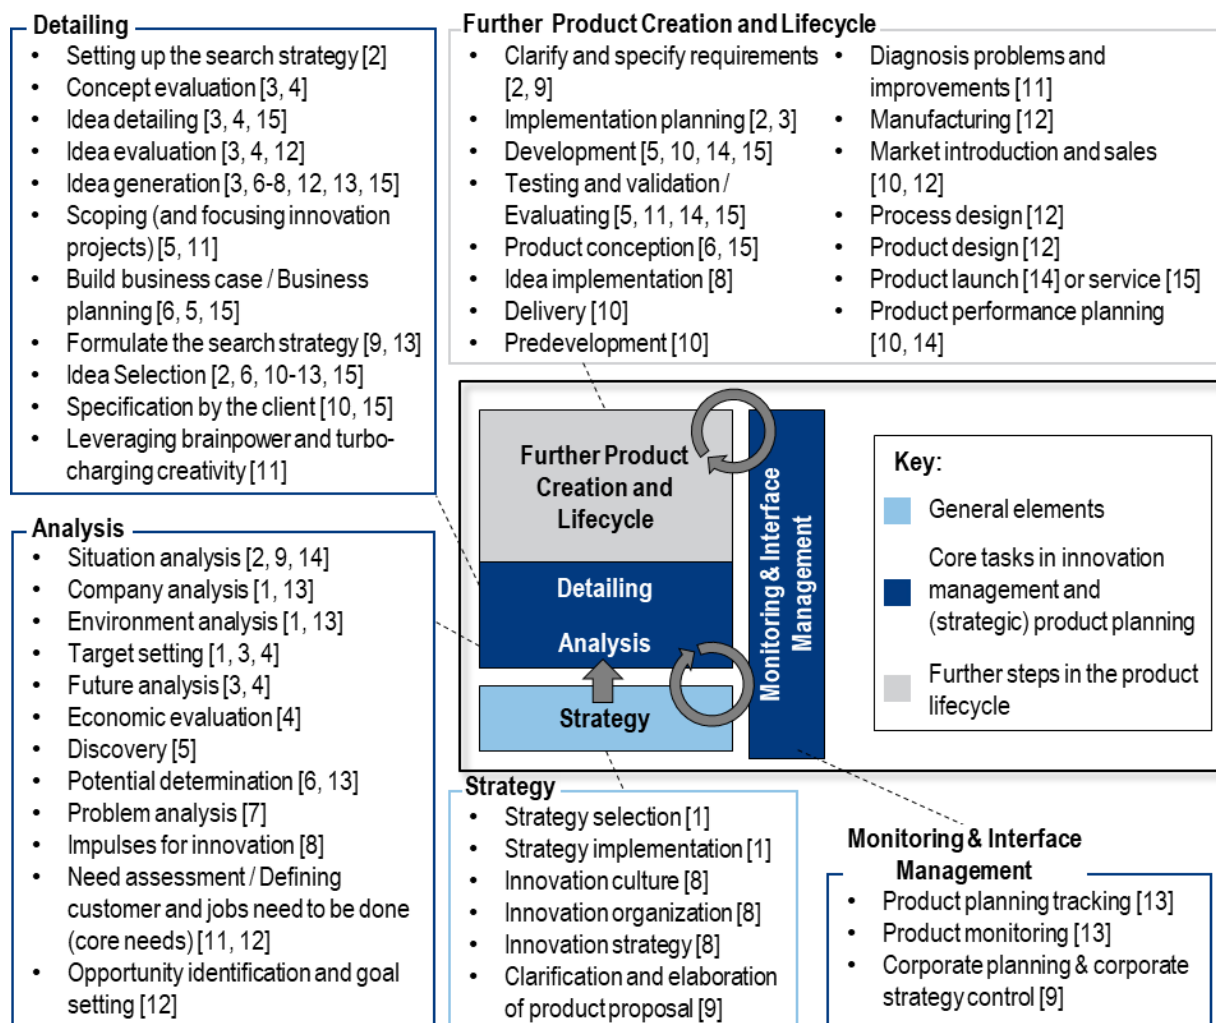 Detailing
• Setting up the search strategy [2]
• Concept evaluation [3, 4]
• Idea detailing [3, 4, 15]
• Idea evaluation [3, 4, 12]
• Idea generation [3, 6-8, 12, 13, 15]
• Scoping (and focusing innovation
projects) [5, 11]
• Build business case / Business
planning [6, 5, 15]
• Formulate the search strategy [9, 13]
• Idea Selection [2, 6, 10-13, 15]
• Specification by the client [10, 15]
• Leveraging brainpower and turbo-
charging creativity [11]
Further Product Creation and Lifecycle
• Clarify and specify requirements
[2, 9]
• Implementation planning [2, 3]
• Development [5, 10, 14, 15]
• Testing and validation /
Evaluating [5, 11, 14, 15]
• Product conception [6, 15]
• Idea implementation [8]
• Delivery [10]
• Predevelopment [10]
• Diagnosis problems and
improvements [11]
• Manufacturing [12]
• Market introduction and sales
[10, 12]
• Process design [12]
• Product design [12]
• Product launch [14] or service [15]
• Product performance planning
[10, 14]
Further Product
Creation and
Lifecycle
Detailing
Analysis
Strategy
Monitoring & Interface
Management
Key:
General elements
Core tasks in innovation
management and
(strategic) product planning
Further steps in the product
lifecycle
Analysis
• Situation analysis [2, 9, 14]
• Company analysis [1, 13]
• Environment analysis [1, 13]
• Target setting [1, 3, 4]
• Future analysis [3, 4]
• Economic evaluation [4]
• Discovery [5]
• Potential determination [6, 13]
• Problem analysis [7]
• Impulses for innovation [8]
• Need assessment / Defining
customer and jobs need to be done
(core needs) [11, 12]
• Opportunity identification and goal
setting [12]
Strategy
• Strategy selection [1]
• Strategy implementation [1]
• Innovation culture [8]
• Innovation organization [8]
• Innovation strategy [8]
• Clarification and elaboration
of product proposal [9]
Monitoring & Interface
Management
• Product planning tracking [13]
• Product monitoring [13]
• Corporate planning & corporate
strategy control [9]